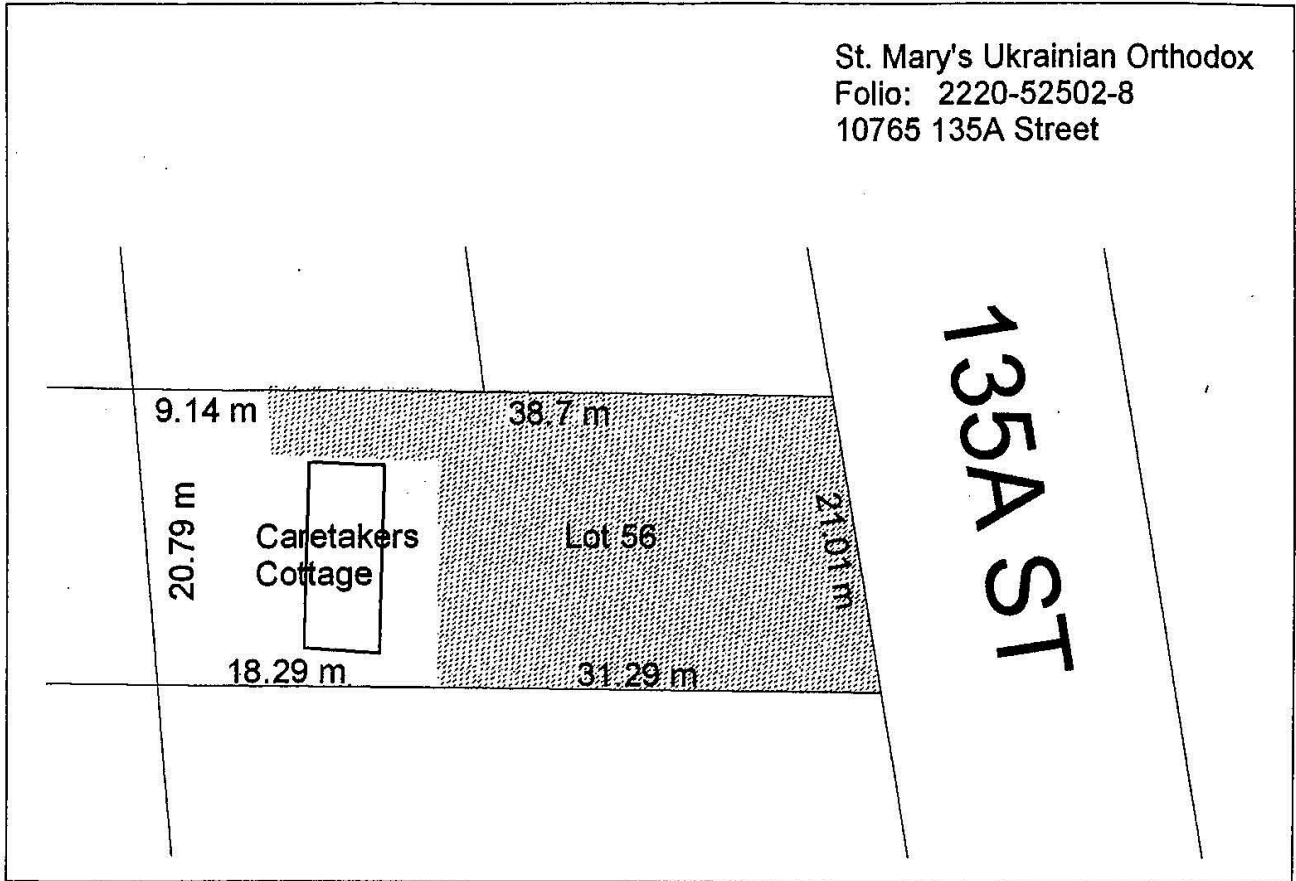 St. Mary's Ukrainian Orthodox
Folio: 2220-52502-8
10765 135A Street
9.14 m
38.7 m
135A ST
20.79 m
Caretakers
Cottage
Lot 56
21.01 m
18.29 m
31.29 m